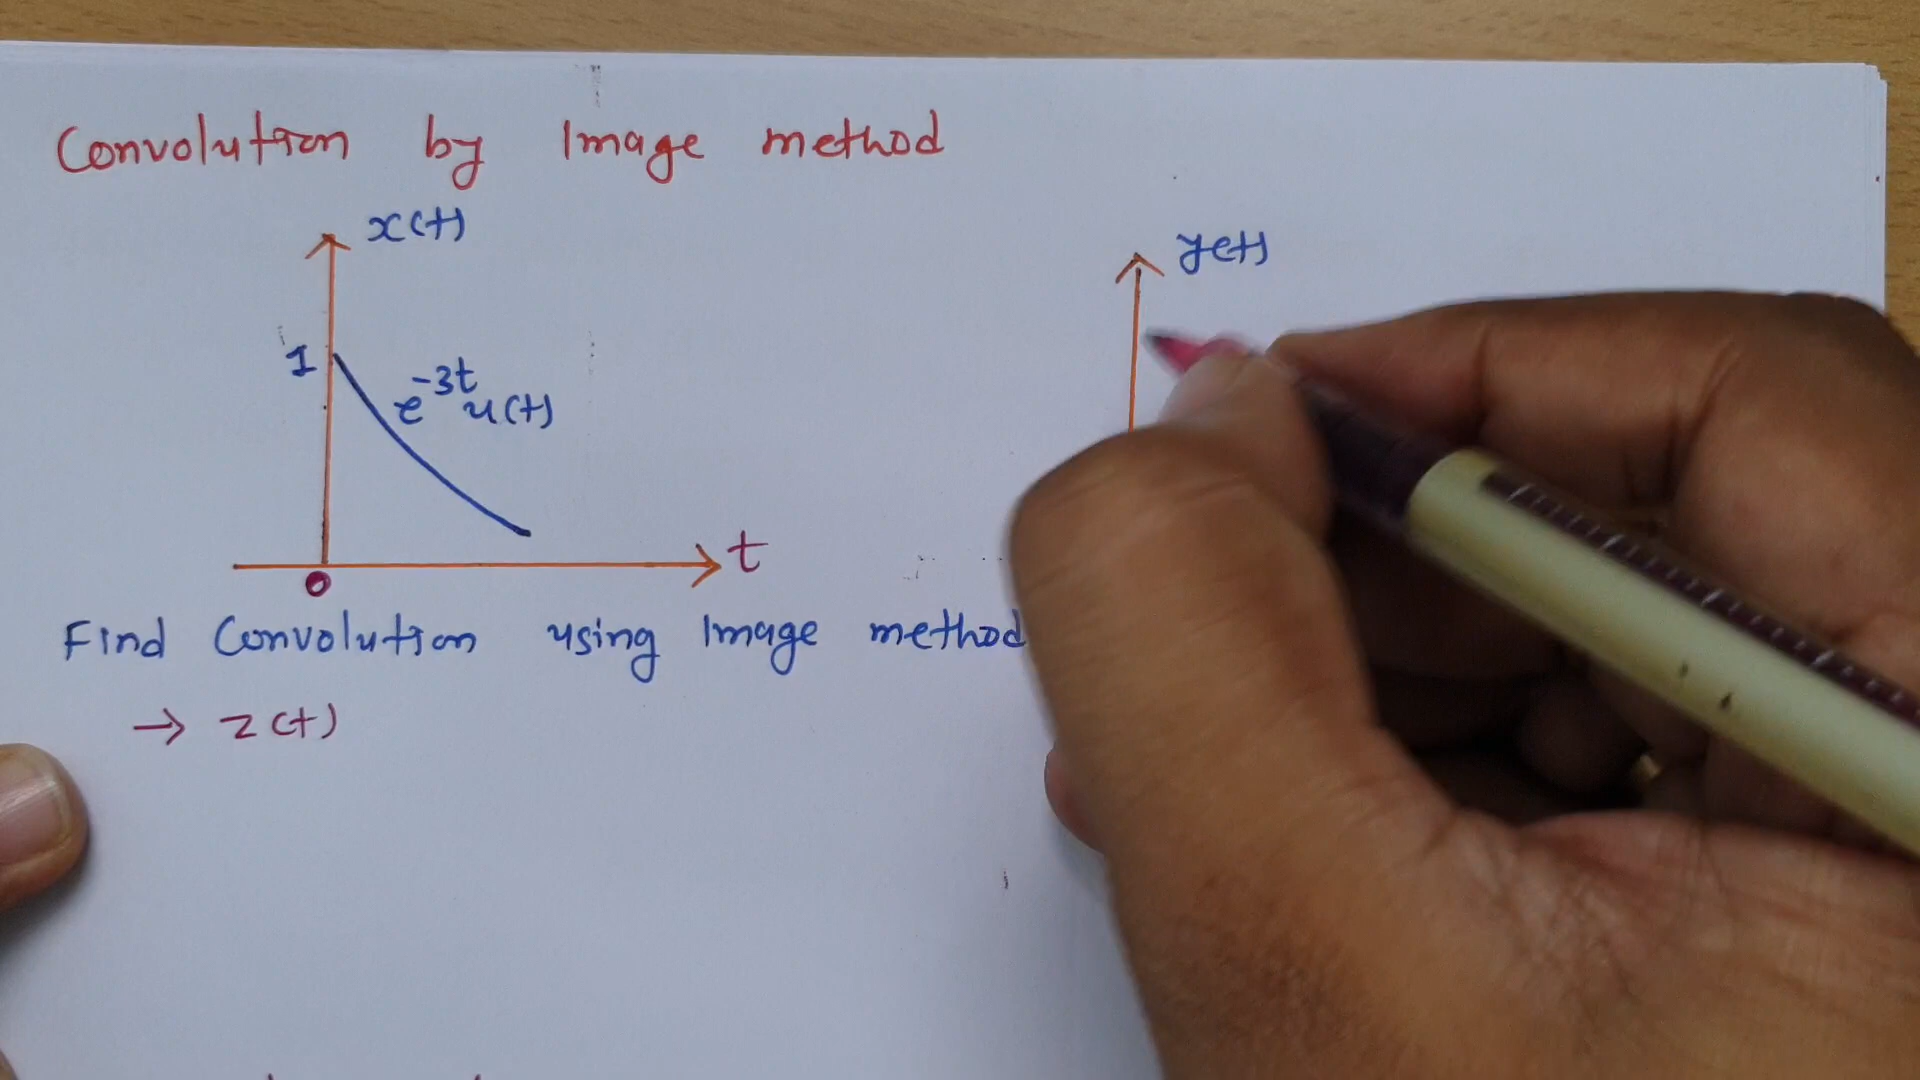 Convolution by Image method
x(t)
y(t)
1
e^-3t u(t)
t
0
Find Convolution using Image method
→ z(t)